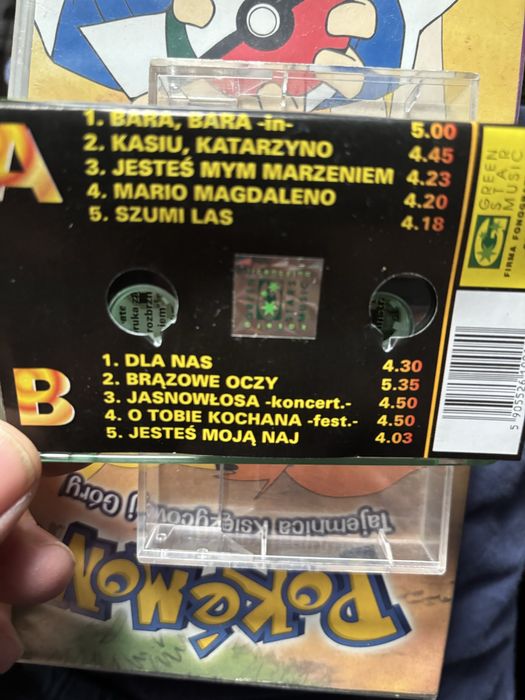 A
1. BARA, BARA -in- 5.00
2. KASIU, KATARZYNO 4.45
3. JESTEŚ MYM MARZENIEM 4.23
4. MARIO MAGDALENO 4.20
5. SZUMI LAS 4.18
GREEN
STAR
MUSIC
FIRMA FONOGR
B
1. DLA NAS 4.30
2. BRĄZOWE OCZY 5.35
3. JASNOWŁOSA -koncert.- 4.50
4. O TOBIE KOCHANA -fest.- 4.50
5. JESTEŚ MOJĄ NAJ 4.03
Tajemnica Księżycowej Góry
POKéMON